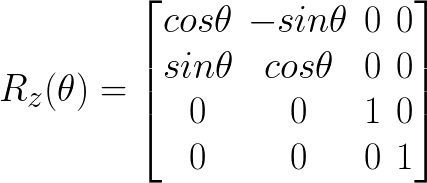 R_z(θ) = [cosθ -sinθ 0 0
sinθ cosθ 0 0
0 0 1 0
0 0 0 1]